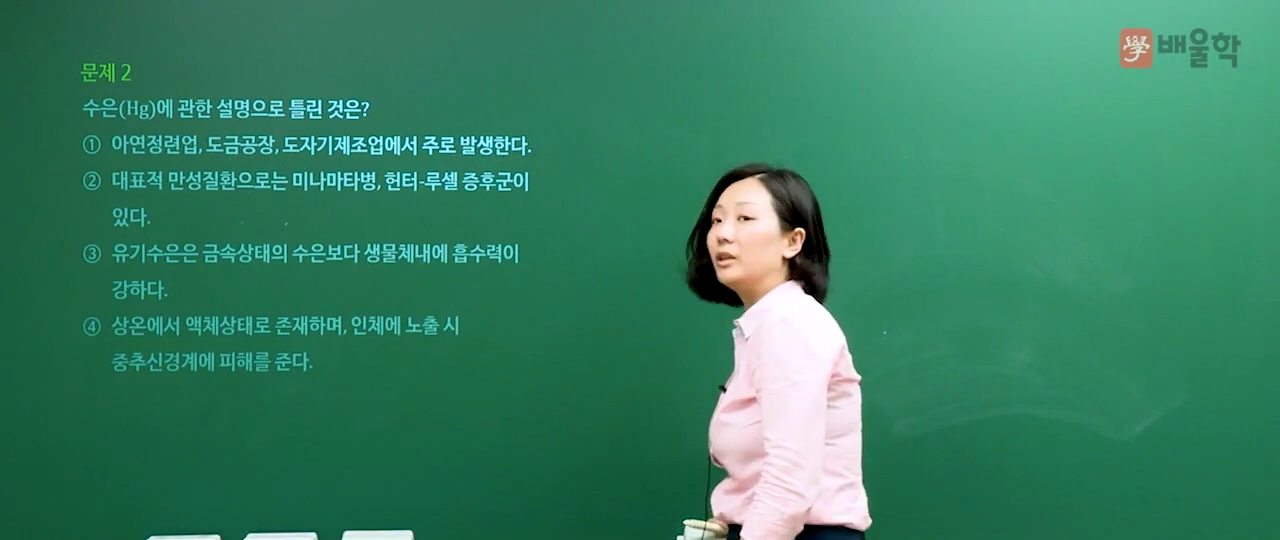 學 배울학
문제 2
수은(Hg)에 관한 설명으로 틀린 것은?
① 아연정련업, 도금공장, 도자기제조업에서 주로 발생한다.
② 대표적 만성질환으로는 미나마타병, 헌터-루셀 증후군이
있다.
③ 유기수은은 금속상태의 수은보다 생물체내에 흡수력이
강하다.
④ 상온에서 액체상태로 존재하며, 인체에 노출 시
중추신경계에 피해를 준다.